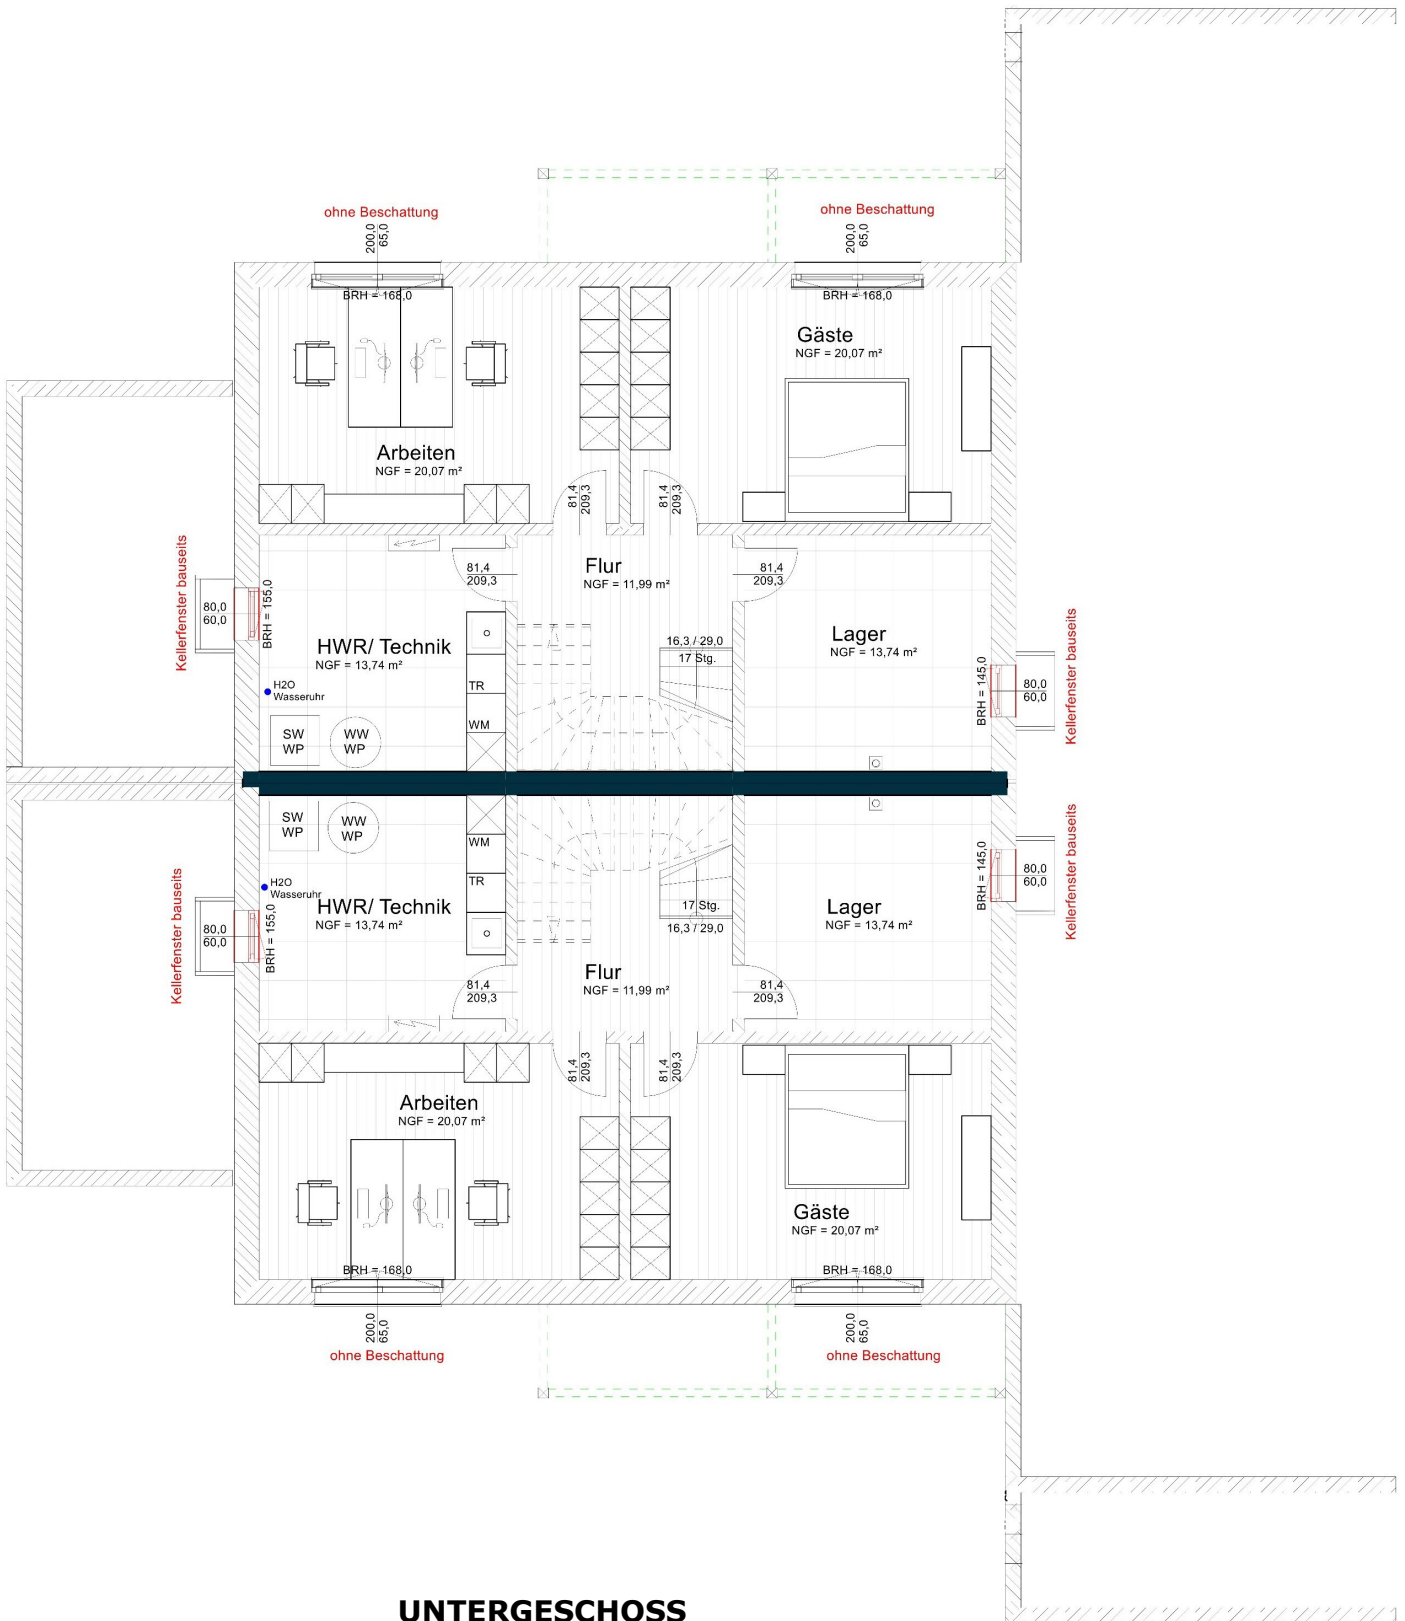 ohne Beschattung
ohne Beschattung
200,0
65,0
200,0
65,0
BRH = 168,0
BRH = 168,0
Gäste
NGF = 20,07 m²
Arbeiten
NGF = 20,07 m²
81,4
209,3
81,4
209,3
Kellerfenster bauseits
80,0
60,0
BRH = 155,0
81,4
209,3
Flur
NGF = 11,99 m²
81,4
209,3
HWR/ Technik
NGF = 13,74 m²
16,3 / 29,0
17 Stg.
Lager
NGF = 13,74 m²
BRH = 145,0
80,0
60,0
Kellerfenster bauseits
H2O
Wasseruhr
TR
WM
SW
WP
WW
WP
SW
WP
WW
WP
WM
TR
H2O
Wasseruhr
Kellerfenster bauseits
80,0
60,0
BRH = 155,0
HWR/ Technik
NGF = 13,74 m²
17 Stg.
16,3 / 29,0
Lager
NGF = 13,74 m²
BRH = 145,0
80,0
60,0
Kellerfenster bauseits
81,4
209,3
Flur
NGF = 11,99 m²
81,4
209,3
81,4
209,3
81,4
209,3
Arbeiten
NGF = 20,07 m²
Gäste
NGF = 20,07 m²
BRH = 168,0
BRH = 168,0
200,0
65,0
200,0
65,0
ohne Beschattung
ohne Beschattung
UNTERGESCHOSS